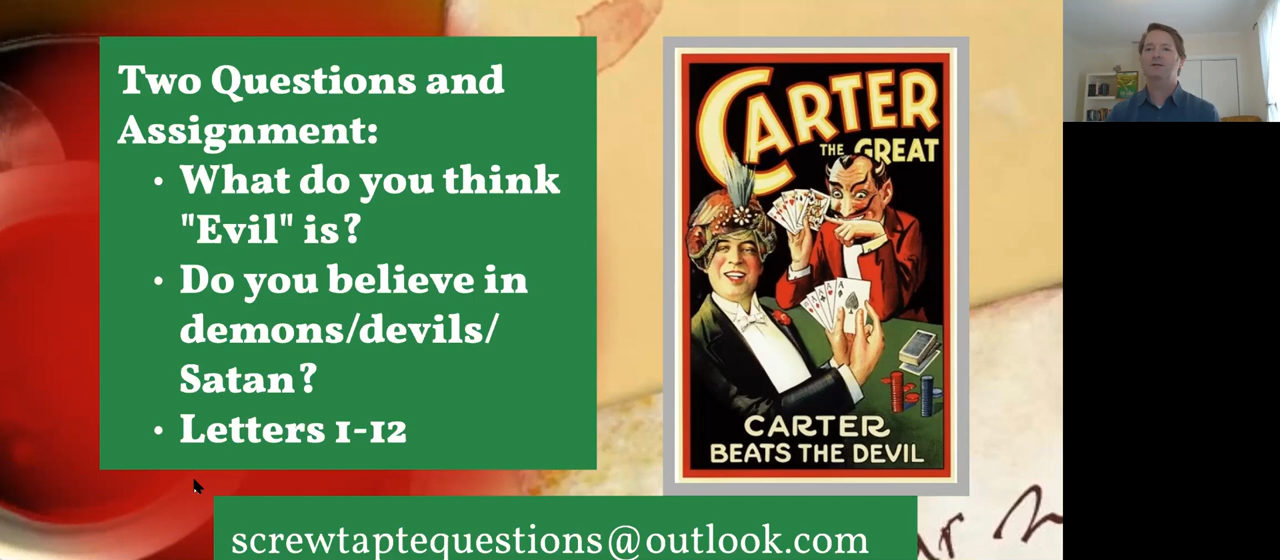 Two Questions and
Assignment:
• What do you think
"Evil" is?
• Do you believe in
demons/devils/
Satan?
• Letters 1-12
CARTER
THE GREAT
CARTER
BEATS THE DEVIL
screwtaptequestions@outlook.com